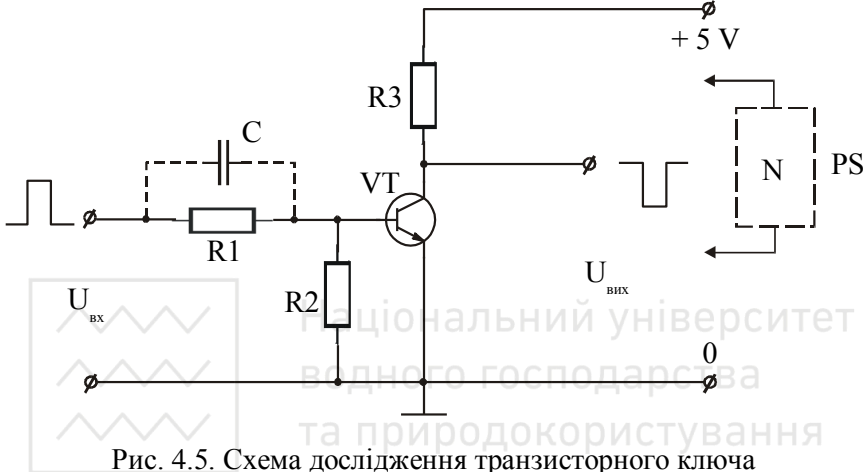 + 5 V
R3
C
VT
N
PS
R1
U вх
R2
U вих
Національний університет
0
водного господарства
та природокористування
Рис. 4.5. Схема дослідження транзисторного ключа